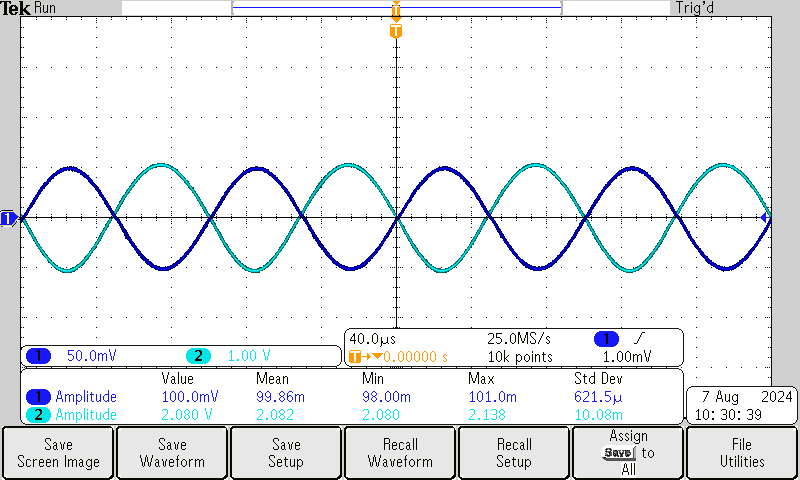 Tek Run Trig'd
T
T
1
40.0µs 25.0MS/s 1
1 50.0mV 2 1.00 V T→▼0.00000 s 10k points 1.00mV
Value Mean Min Max Std Dev
1 Amplitude 100.0mV 99.86m 98.00m 101.0m 621.5µ
2 Amplitude 2.080 V 2.082 2.080 2.138 10.08m
7 Aug 2024
10:30:39
Save Screen Image
Save Waveform
Save Setup
Recall Waveform
Recall Setup
Assign Save to All
File Utilities